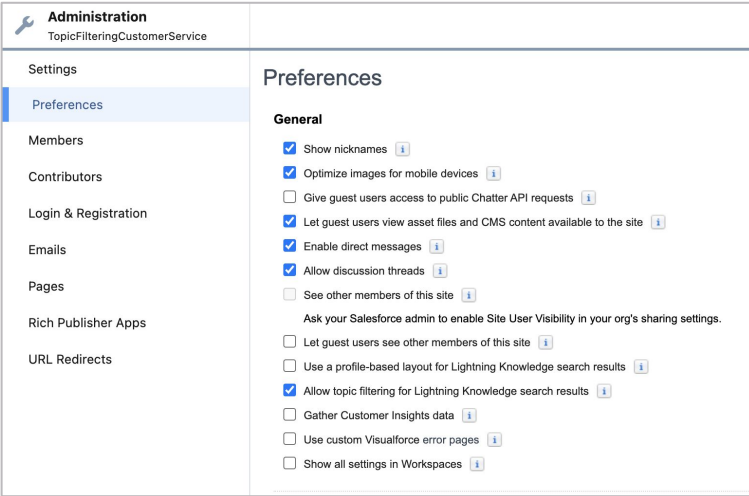 Administration
TopicFilteringCustomerService
Settings
Preferences
Members
Contributors
Login & Registration
Emails
Pages
Rich Publisher Apps
URL Redirects
Preferences
General
Show nicknames
Optimize images for mobile devices
Give guest users access to public Chatter API requests
Let guest users view asset files and CMS content available to the site
Enable direct messages
Allow discussion threads
See other members of this site
Ask your Salesforce admin to enable Site User Visibility in your org's sharing settings.
Let guest users see other members of this site
Use a profile-based layout for Lightning Knowledge search results
Allow topic filtering for Lightning Knowledge search results
Gather Customer Insights data
Use custom Visualforce error pages
Show all settings in Workspaces